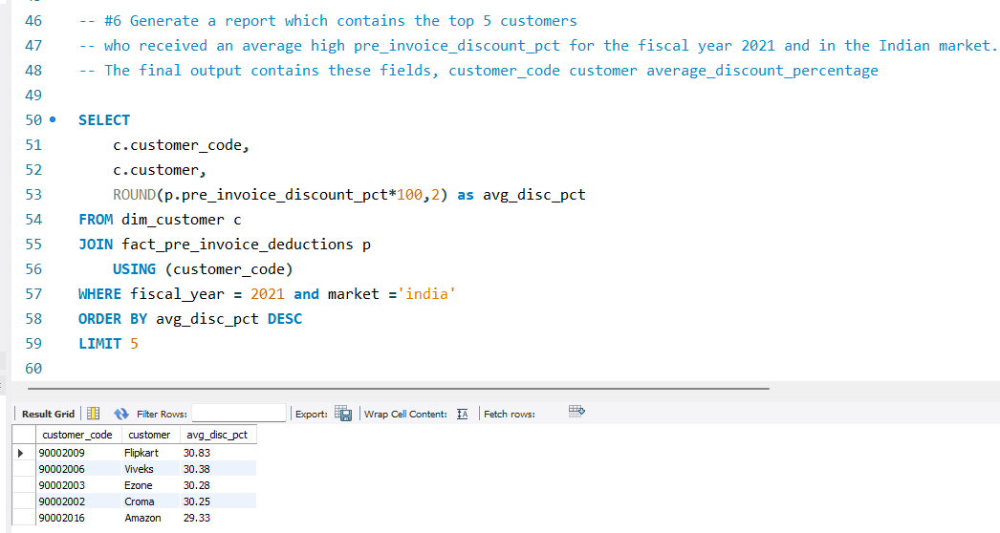 46 -- #6 Generate a report which contains the top 5 customers
47 -- who received an average high pre_invoice_discount_pct for the fiscal year 2021 and in the Indian market.
48 -- The final output contains these fields, customer_code customer average_discount_percentage
49
50 SELECT
51 c.customer_code,
52 c.customer,
53 ROUND(p.pre_invoice_discount_pct*100,2) as avg_disc_pct
54 FROM dim_customer c
55 JOIN fact_pre_invoice_deductions p
56 USING (customer_code)
57 WHERE fiscal_year = 2021 and market ='india'
58 ORDER BY avg_disc_pct DESC
59 LIMIT 5
60
Result Grid Filter Rows: Export: Wrap Cell Content: IA Fetch rows:
customer_code customer avg_disc_pct
90002009 Flipkart 30.83
90002006 Viveks 30.38
90002003 Ezone 30.28
90002002 Croma 30.25
90002016 Amazon 29.33